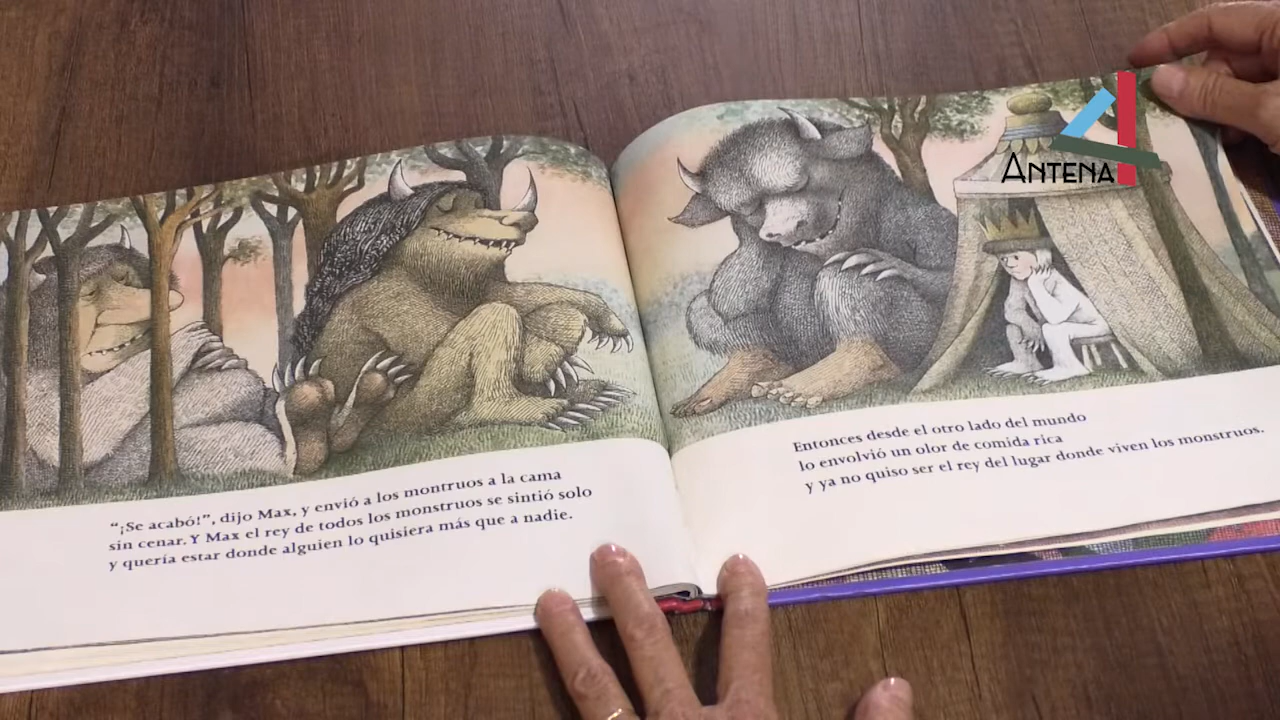 ANTENA 4
“¡Se acabó!”, dijo Max, y envió a los montruos a la cama
sin cenar. Y Max el rey de todos los monstruos se sintió solo
y quería estar donde alguien lo quisiera más que a nadie.
Entonces desde el otro lado del mundo
lo envolvió un olor de comida rica
y ya no quiso ser el rey del lugar donde viven los monstruos.